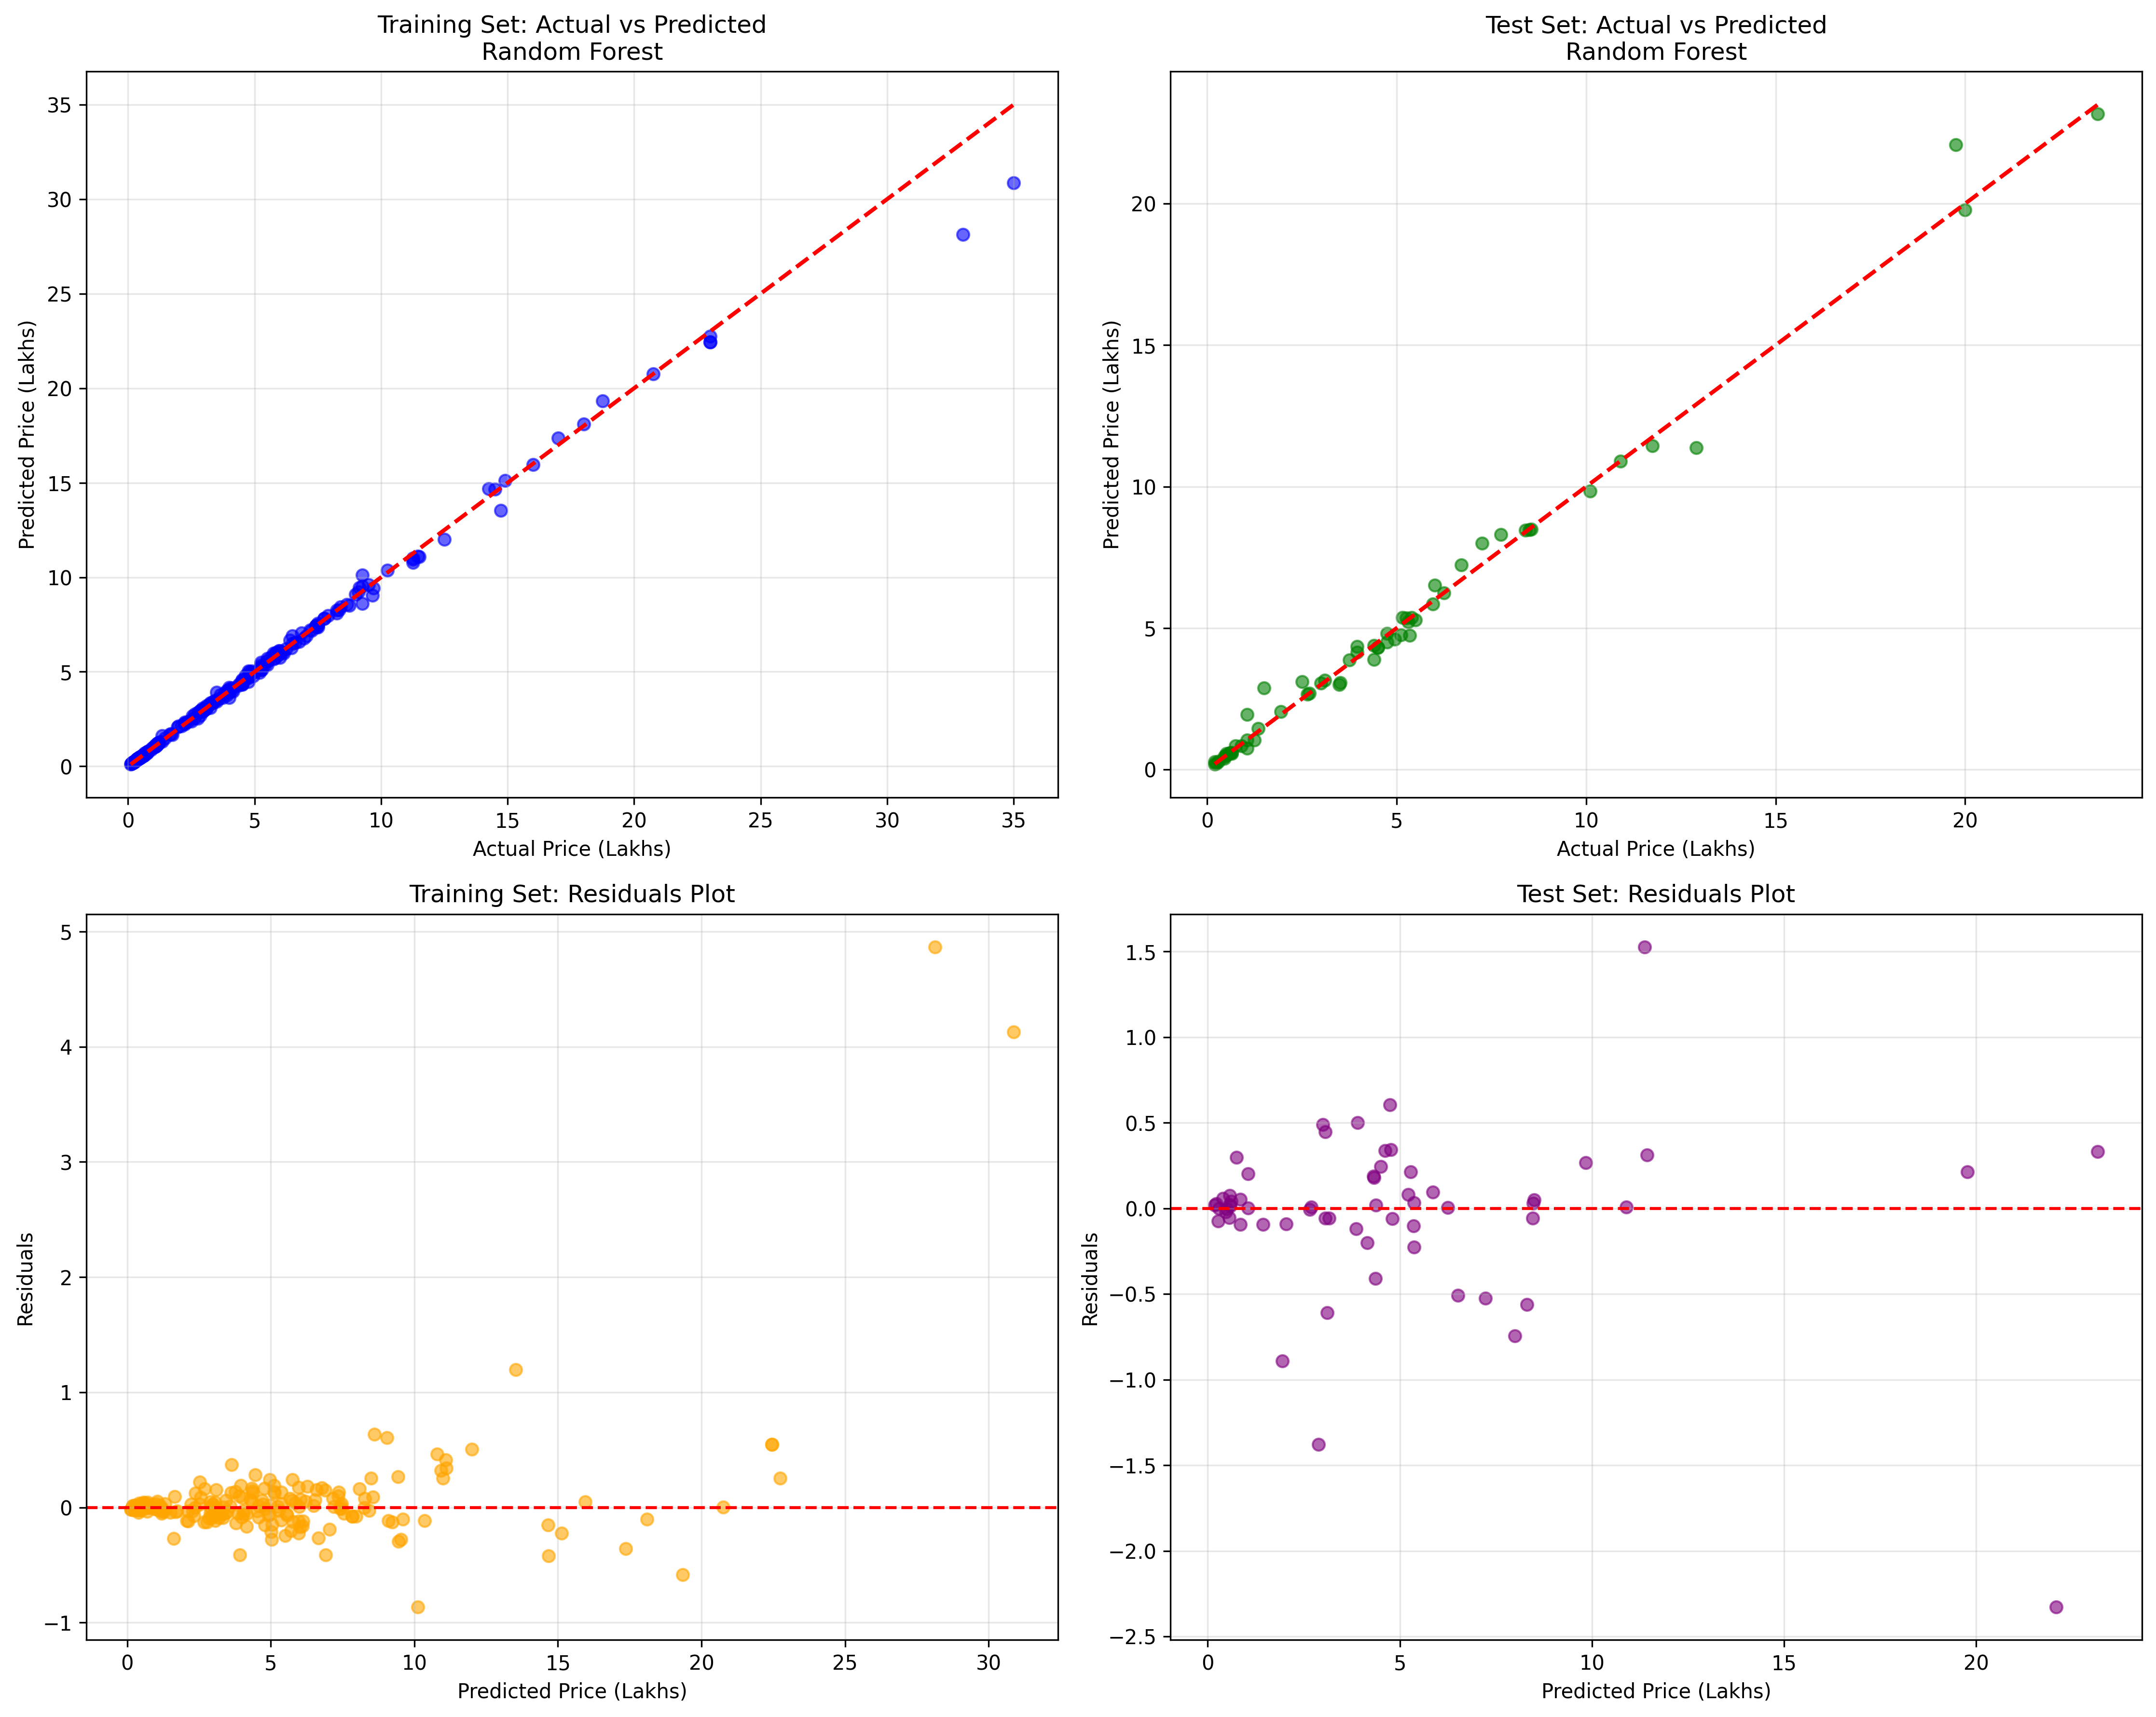 Training Set: Actual vs Predicted
Random Forest
35
30
25
20
15
10
5
0
Predicted Price (Lakhs)
0 5 10 15 20 25 30 35
Actual Price (Lakhs)
Test Set: Actual vs Predicted
Random Forest
20
15
10
5
0
Predicted Price (Lakhs)
0 5 10 15 20
Actual Price (Lakhs)
Training Set: Residuals Plot
5
4
3
2
1
0
−1
Residuals
0 5 10 15 20 25 30
Predicted Price (Lakhs)
Test Set: Residuals Plot
1.5
1.0
0.5
0.0
−0.5
−1.0
−1.5
−2.0
−2.5
Residuals
0 5 10 15 20
Predicted Price (Lakhs)